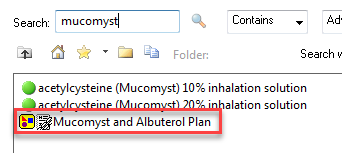 Search: mucomyst Contains
Folder: Search w
acetylcysteine (Mucomyst) 10% inhalation solution
acetylcysteine (Mucomyst) 20% inhalation solution
Mucomyst and Albuterol Plan